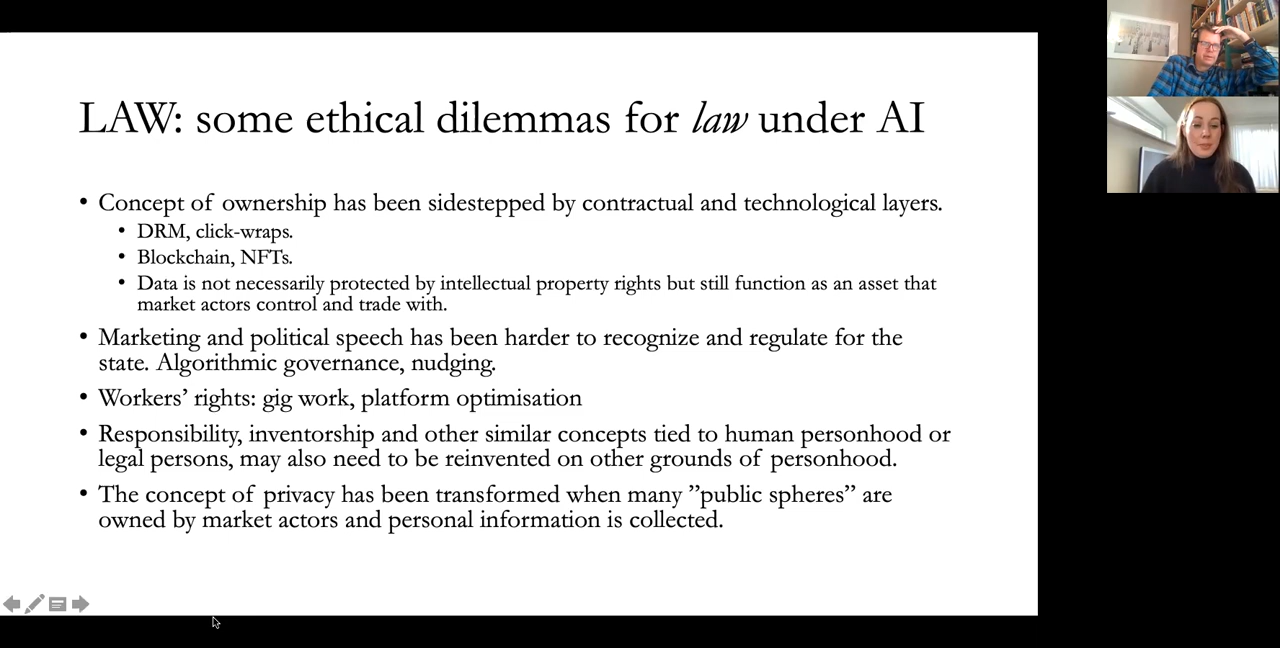 LAW: some ethical dilemmas for law under AI
• Concept of ownership has been sidestepped by contractual and technological layers.
• DRM, click-wraps.
• Blockchain, NFTs.
• Data is not necessarily protected by intellectual property rights but still function as an asset that
market actors control and trade with.
• Marketing and political speech has been harder to recognize and regulate for the
state. Algorithmic governance, nudging.
• Workers’ rights: gig work, platform optimisation
• Responsibility, inventorship and other similar concepts tied to human personhood or
legal persons, may also need to be reinvented on other grounds of personhood.
• The concept of privacy has been transformed when many ”public spheres” are
owned by market actors and personal information is collected.